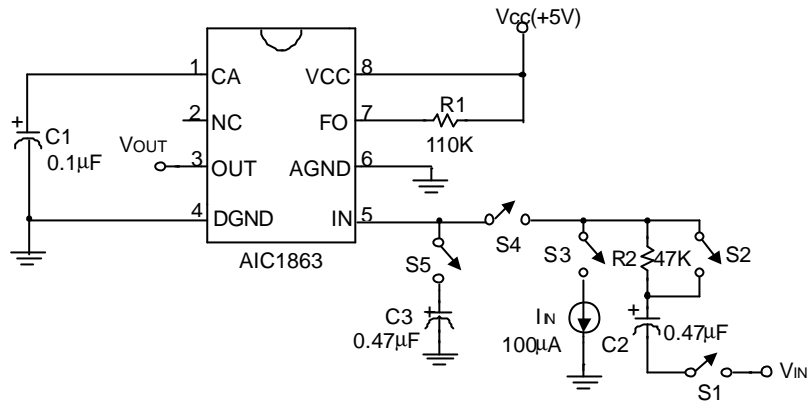 Vcc(+5V)
1
CA
VCC
8
R1
110K
2
NC
FO
7
C1
0.1µF
+
VOUT
3
OUT
AGND
6
4
DGND
IN
5
AIC1863
S4
S5
S3
R2
47K
S2
C3
0.47µF
+
IIN
100µA
+
0.47µF
C2
S1
VIN